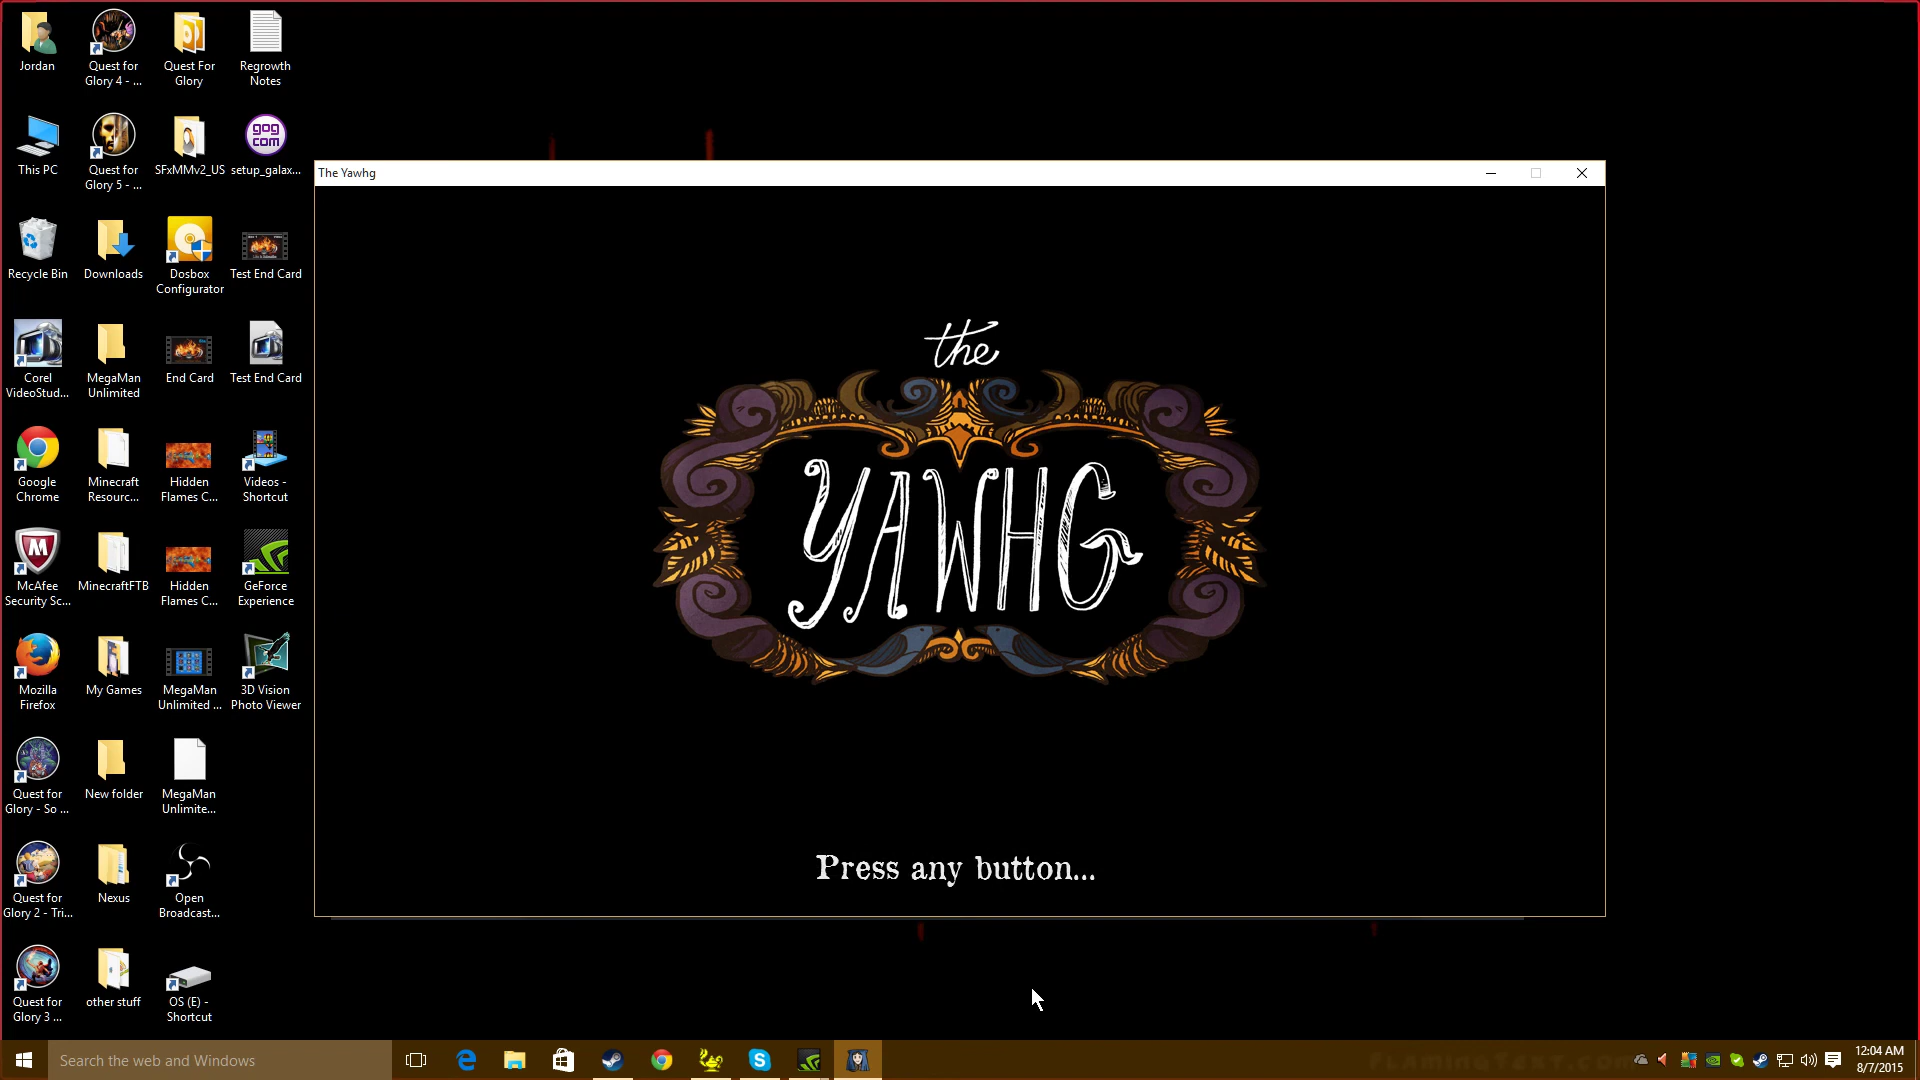 Jordan
Quest for
Glory 4 - ...
Quest For
Glory
Regrowth
Notes
This PC
Quest for
Glory 5 - ...
SFxMMv2_US
gog
com
setup_galax...
The Yawhg
Recycle Bin
Downloads
Dosbox
Configurator
Test End Card
Corel
VideoStud...
MegaMan
Unlimited
End Card
Test End Card
the
YAWHG
Google
Chrome
Minecraft
Resourc...
Hidden
Flames C...
Videos -
Shortcut
McAfee
Security Sc...
MinecraftFTB
Hidden
Flames C...
GeForce
Experience
Mozilla
Firefox
My Games
MegaMan
Unlimited ...
3D Vision
Photo Viewer
Quest for
Glory - So ...
New folder
MegaMan
Unlimite...
Press any button...
Quest for
Glory 2 - Tri...
Nexus
Open
Broadcast...
Quest for
Glory 3 ...
other stuff
OS (E) -
Shortcut
Search the web and Windows
FlamingText.com
12:04 AM
8/7/2015